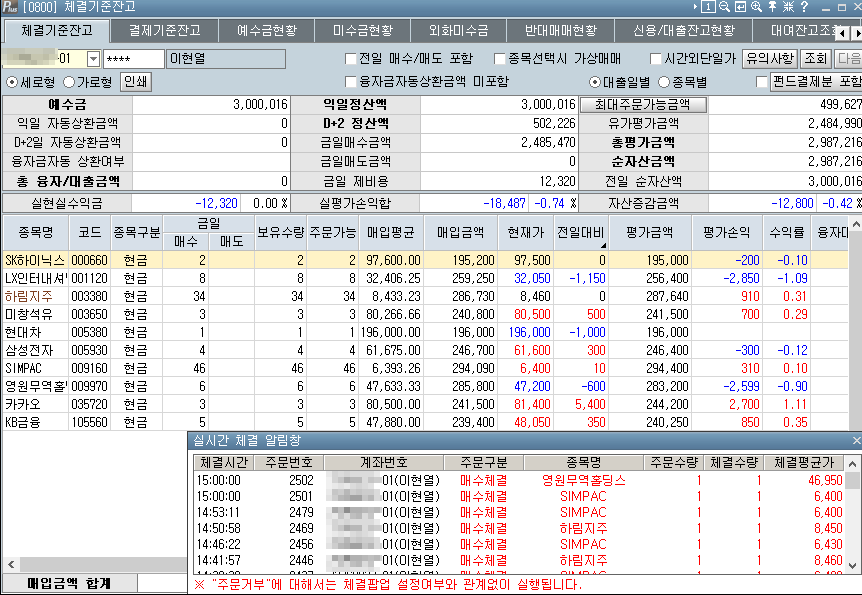 [0800] 체결기준잔고
체결기준잔고 결제기준잔고 예수금현황 미수금현황 외화미수금 반대매매현황 신용/대출잔고현황 대여잔고조회
-01 **** 이현열 전일 매수/매도 포함 종목선택시 가상매매 시간외단일가 유의사항 조회 다음
세로형 가로형 인쇄 융자금자동상환금액 미포함 대출일별 종목별 펀드결제분 포함
예수금 3,000,016 익일정산액 3,000,016 최대주문가능금액 499,627
익일 자동상환금액 0 D+2 정산액 502,226 유가평가금액 2,484,990
D+2일 자동상환금액 0 금일매수금액 2,485,470 총평가금액 2,987,216
융자금자동 상환여부 금일매도금액 0 순자산금액 2,987,216
총 융자/대출금액 0 금일 제비용 12,320 전일 순자산액 3,000,016
실현실수익금 -12,320 0.00 % 실평가손익합 -18,487 -0.74 % 자산증감금액 -12,800 -0.42 %
종목명 코드 종목구분 금일 매수 매도 보유수량 주문가능 매입평균 매입금액 현재가 전일대비 평가금액 평가손익 수익율 융자대
SK하이닉스 000660 현금 2 2 2 97,600.00 195,200 97,500 0 195,000 -200 -0.10
LX인터내셔 001120 현금 8 8 8 32,406.25 259,250 32,050 -1,150 256,400 -2,850 -1.09
하림지주 003380 현금 34 34 34 8,433.23 286,730 8,460 0 287,640 910 0.31
미창석유 003650 현금 3 3 3 80,266.66 240,800 80,500 500 241,500 700 0.29
현대차 005380 현금 1 1 1 196,000.00 196,000 196,000 -1,000 196,000
삼성전자 005930 현금 4 4 4 61,675.00 246,700 61,600 300 246,400 -300 -0.12
SIMPAC 009160 현금 46 46 46 6,393.26 294,090 6,400 10 294,400 310 0.10
영원무역홀 009970 현금 6 6 6 47,633.33 285,800 47,200 -600 283,200 -2,599 -0.90
카카오 035720 현금 3 3 3 80,500.00 241,500 81,400 5,400 244,200 2,700 1.11
KB금융 105560 현금 5 5 5 47,880.00 239,400 48,050 350 240,250 850 0.35
실시간 체결 알림창
체결시간 주문번호 계좌번호 주문구분 종목명 주문수량 체결수량 체결평균가
15:00:00 2502 01(이현열) 매수체결 영원무역홀딩스 1 1 46,950
15:00:00 2501 01(이현열) 매수체결 SIMPAC 1 1 6,400
14:53:11 2479 01(이현열) 매수체결 SIMPAC 1 1 6,400
14:50:58 2469 01(이현열) 매수체결 하림지주 1 1 8,450
14:46:22 2456 01(이현열) 매수체결 SIMPAC 1 1 6,430
14:41:57 2446 01(이현열) 매수체결 하림지주 1 1 8,460
※ "주문거부"에 대해서는 체결팝업 설정여부와 관계없이 실행됩니다.
매입금액 합계